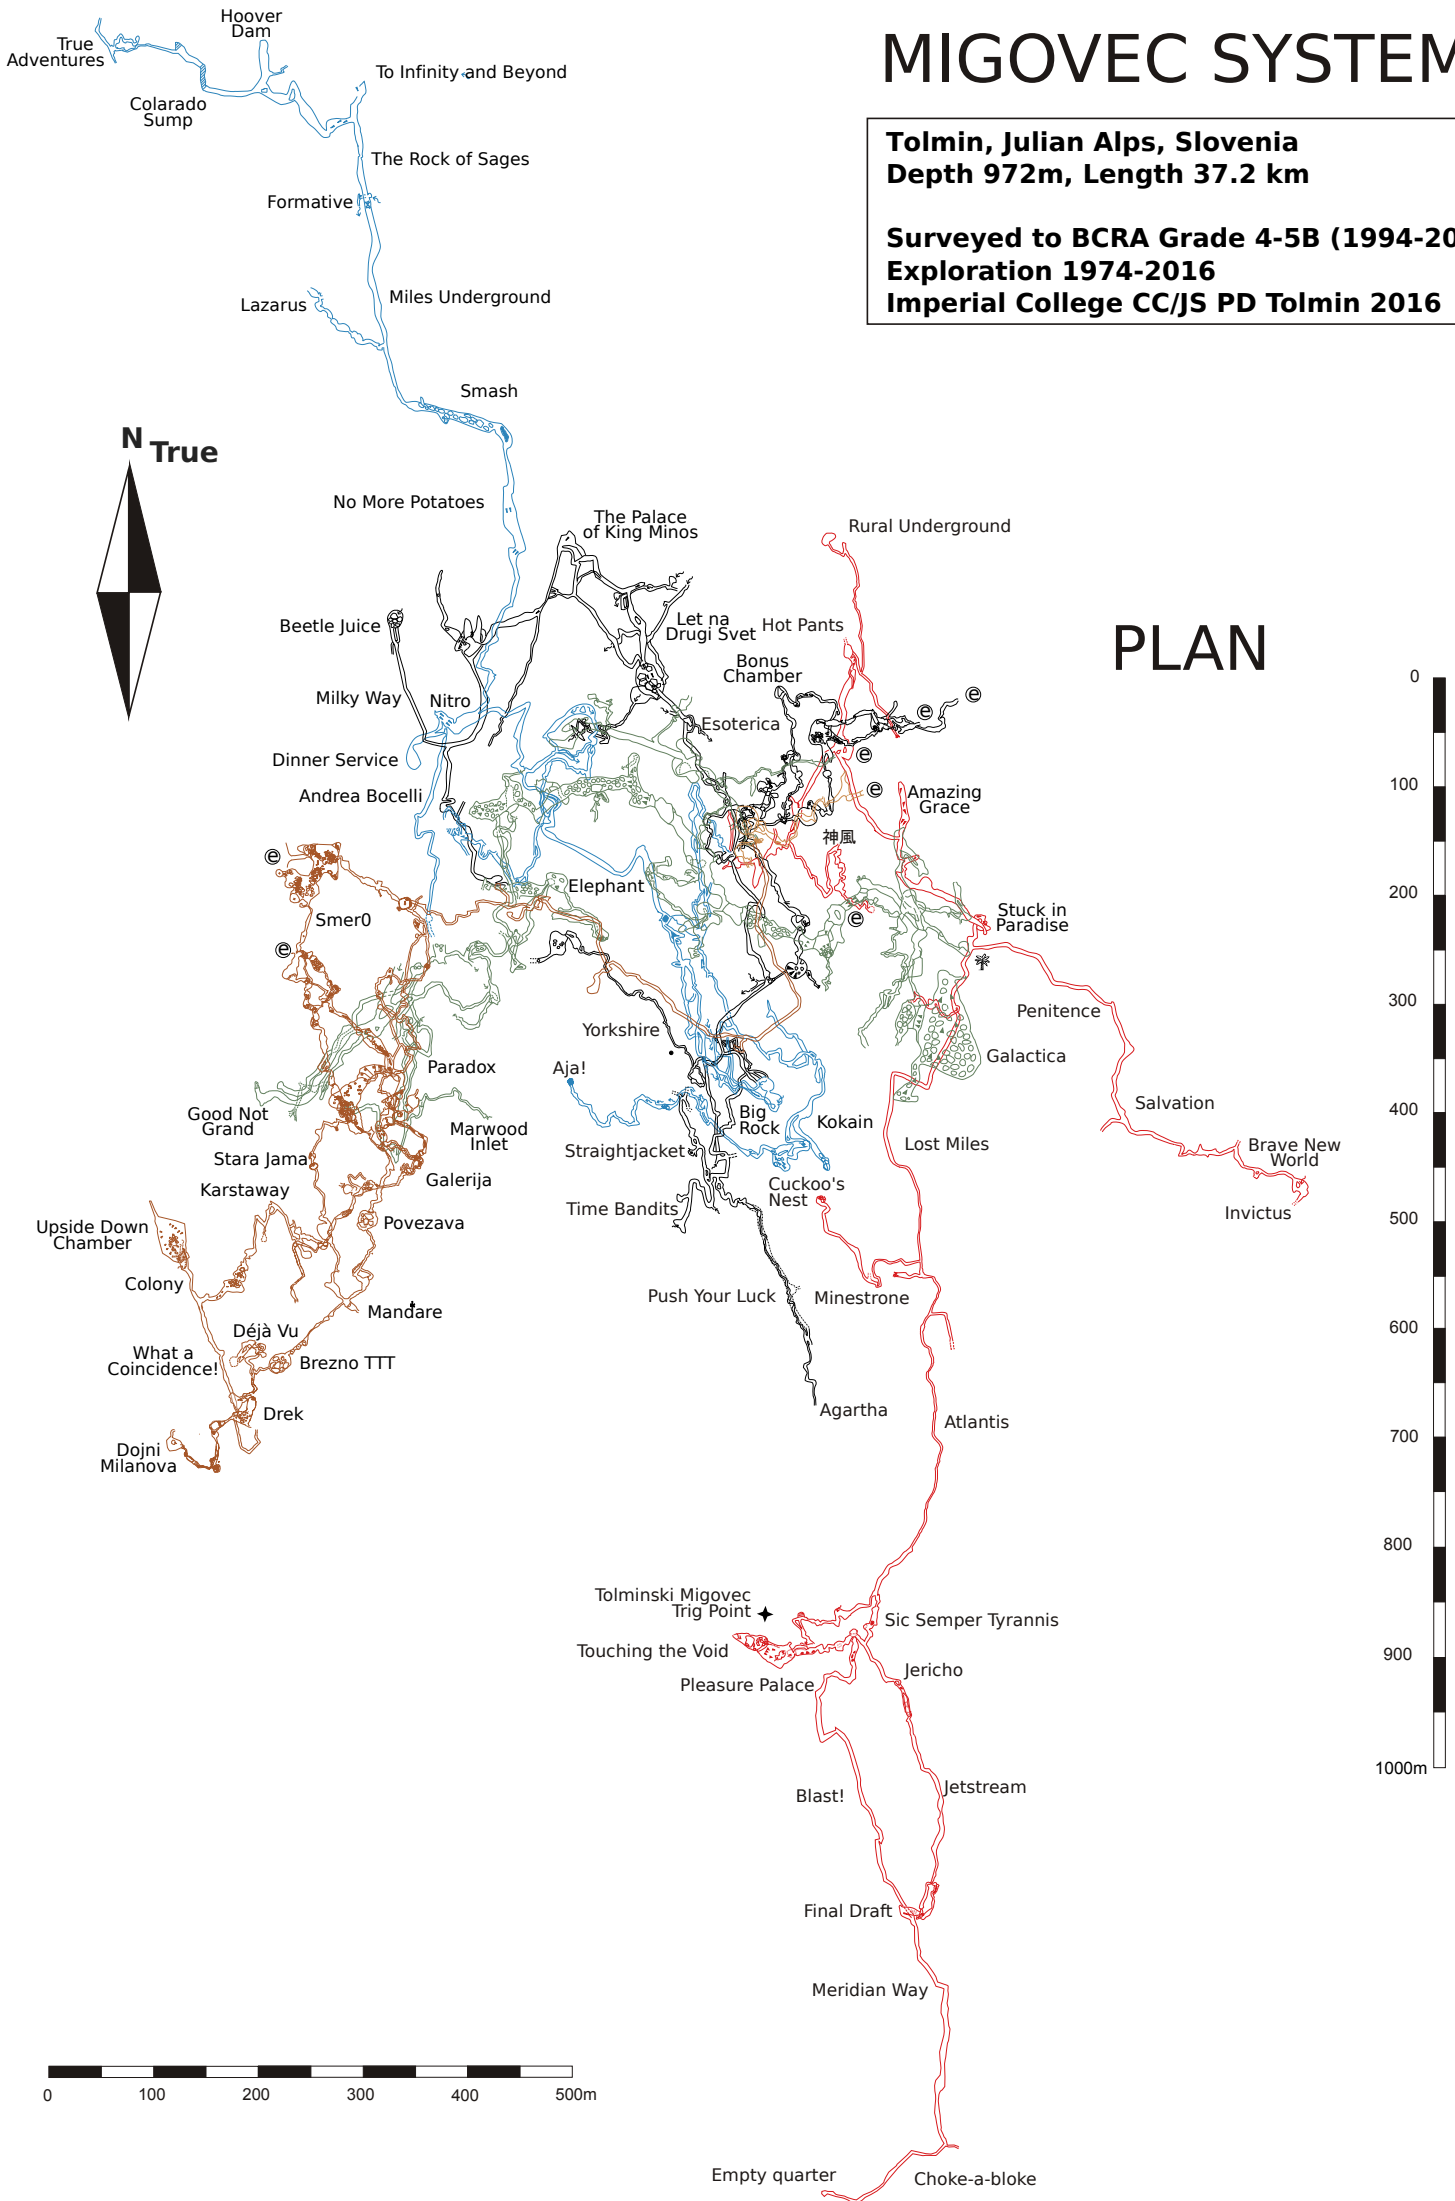 MIGOVEC SYSTEM
Tolmin, Julian Alps, Slovenia
Depth 972m, Length 37.2 km
Surveyed to BCRA Grade 4-5B (1994-20
Exploration 1974-2016
Imperial College CC/JS PD Tolmin 2016
Hoover
Dam
True
Adventures
To Infinity and Beyond
Colarado
Sump
The Rock of Sages
Formative
Miles Underground
Lazarus
Smash
N True
No More Potatoes
The Palace
of King Minos
Rural Underground
Beetle Juice
Let na
Drugi Svet
Hot Pants
PLAN
Bonus
Chamber
Milky Way
Nitro
Esoterica
e
e
e
e
Dinner Service
Andrea Bocelli
Amazing
Grace
神風
e
Elephant
Smer0
e
e
Stuck in
Paradise
Penitence
Yorkshire
Galactica
Paradox
Aja!
Good Not
Grand
Marwood
Inlet
Big
Rock
Kokain
Salvation
Stara Jama
Straightjacket
Lost Miles
Brave New
World
Galerija
Karstaway
Cuckoo's
Nest
Time Bandits
Invictus
Upside Down
Chamber
Povezava
Colony
Push Your Luck
Minestrone
Mandare
Déjà Vu
What a
Coincidence!
Brezno TTT
Drek
Agartha
Atlantis
Dojni
Milanova
Tolminski Migovec
Trig Point
Sic Semper Tyrannis
Touching the Void
Jericho
Pleasure Palace
Blast!
Jetstream
Final Draft
Meridian Way
Empty quarter
Choke-a-bloke
0
100
200
300
400
500
600
700
800
900
1000m
0 100 200 300 400 500m